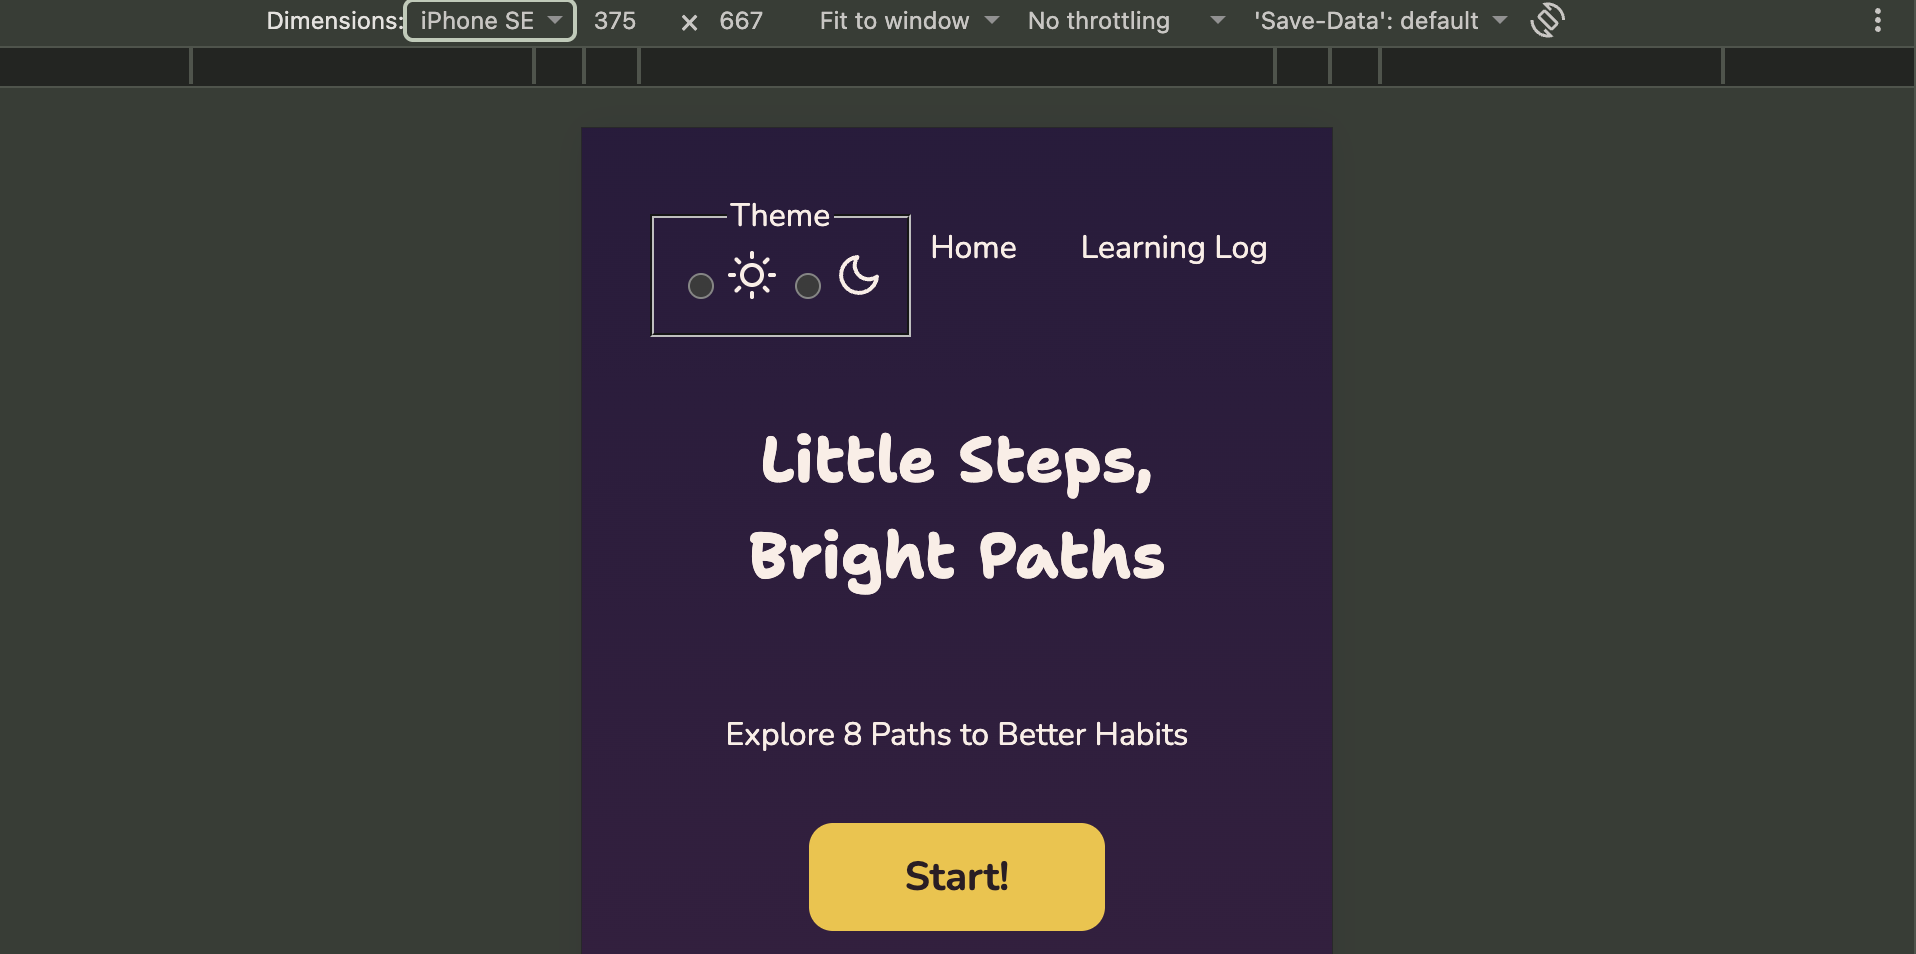 Dimensions: iPhone SE 375 × 667 Fit to window No throttling 'Save-Data': default
Theme
Home Learning Log
Little Steps,
Bright Paths
Explore 8 Paths to Better Habits
Start!